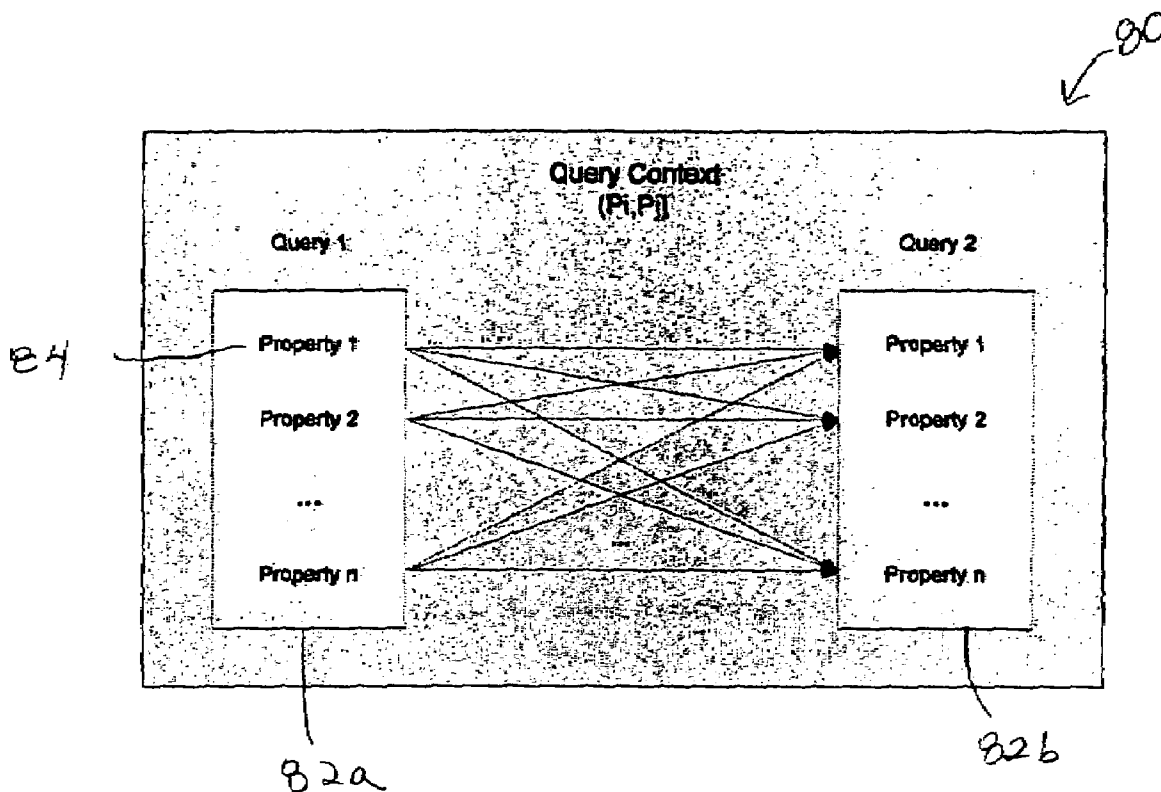 80
Query Context
(Pi,Pj]
Query 1
Query 2
84
Property 1
Property 1
Property 2
Property 2
...
...
...
Property n
Property n
82a
82b